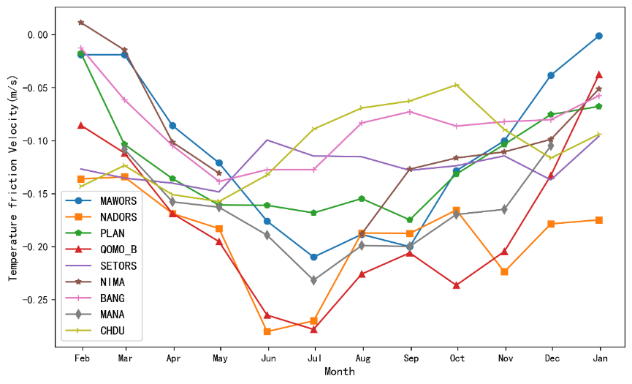 0.00
-0.05
-0.10
-0.15
-0.20
-0.25
Temperature friction Velocity(m/s)
MAWORS
NADORS
PLAN
QOMO_B
SETORS
NIMA
BANG
MANA
CHDU
Feb Mar Apr May Jun Jul Aug Sep Oct Nov Dec Jan
Month